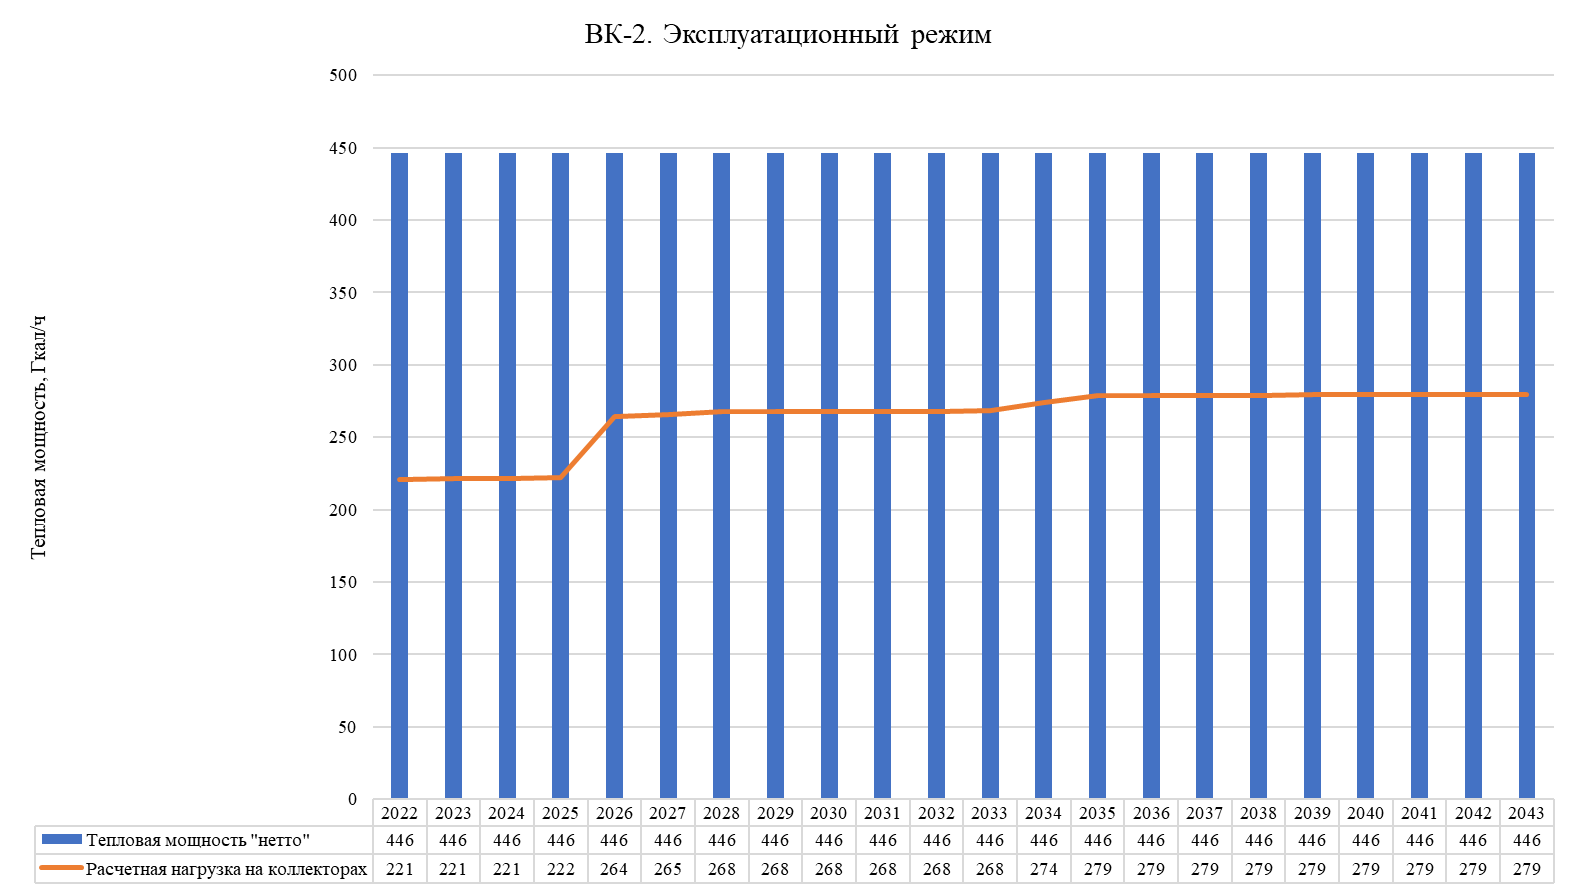 ВК-2. Эксплуатационный режим
Тепловая мощность, Гкал/ч
500
450
400
350
300
250
200
150
100
50
0
2022 2023 2024 2025 2026 2027 2028 2029 2030 2031 2032 2033 2034 2035 2036 2037 2038 2039 2040 2041 2042 2043
Тепловая мощность "нетто" 446 446 446 446 446 446 446 446 446 446 446 446 446 446 446 446 446 446 446 446 446 446
Расчетная нагрузка на коллекторах 221 221 221 222 264 265 268 268 268 268 268 268 274 279 279 279 279 279 279 279 279 279